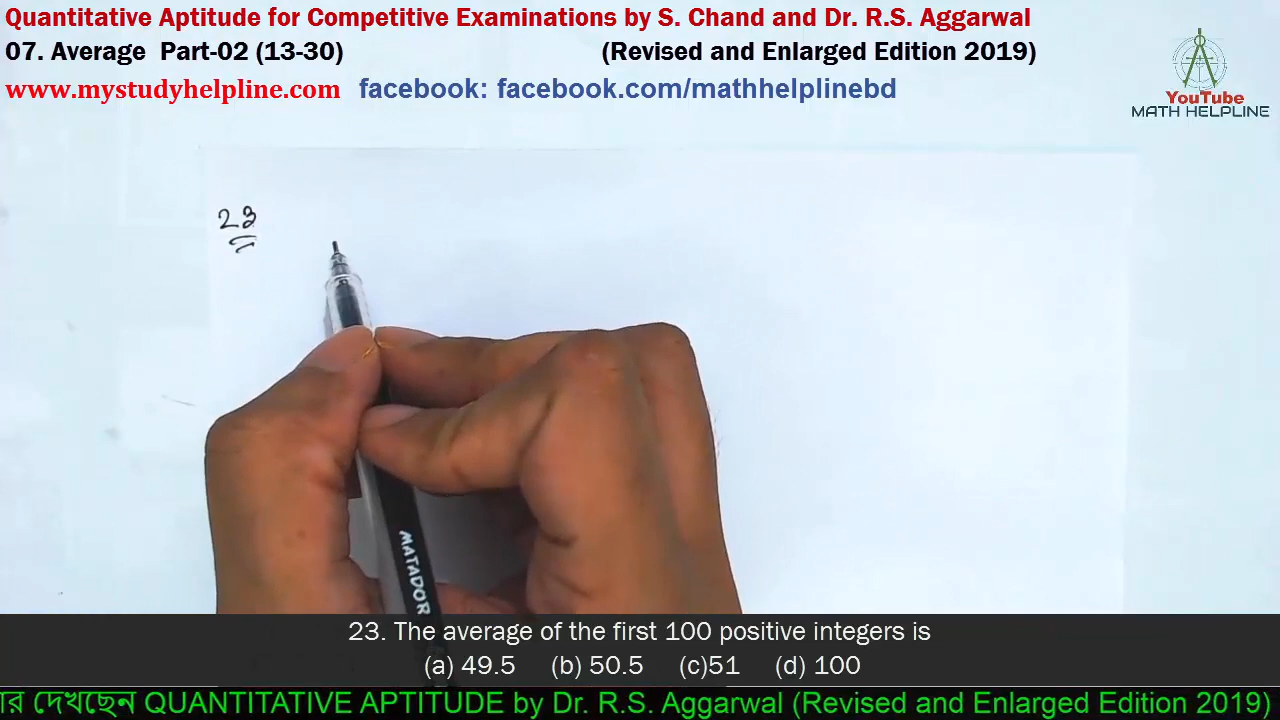 Quantitative Aptitude for Competitive Examinations by S. Chand and Dr. R.S. Aggarwal
07. Average Part-02 (13-30) (Revised and Enlarged Edition 2019)
www.mystudyhelpline.com facebook: facebook.com/mathhelplinebd
YouTube
MATH HELPLINE
23
MATADOR
23. The average of the first 100 positive integers is
(a) 49.5 (b) 50.5 (c)51 (d) 100
দেখছেন QUANTITATIVE APTITUDE by Dr. R.S. Aggarwal (Revised and Enlarged Edition 2019)